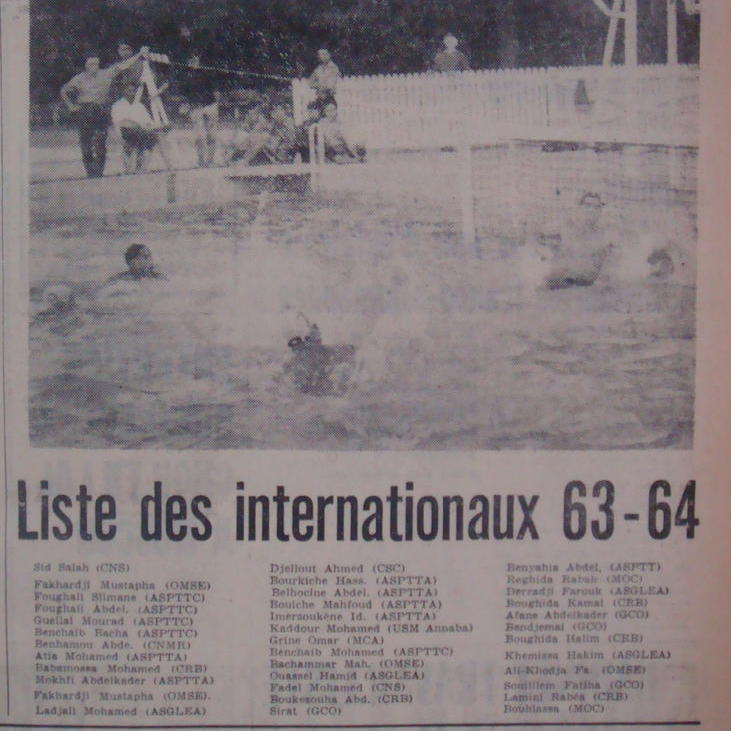 Liste des internationaux 63-64
Sid Salah (CNS)
Fakhardji Mustapha (OMSE)
Foughali Slimane (ASPTTC)
Foughali Abdel. (ASPTTC)
Guellal Mourad (ASPTTC)
Benchaib Bacha (ASPTTC)
Benhamou Abde. (CNMR)
Atia Mohamed (ASPTTA)
Babamossa Mohamed (CRB)
Mokhfi Abdelkader (ASPTTA)
Fakhardji Mustapha (OMSE).
Ladjali Mohamed (ASGLEA)
Djellout Ahmed (CSC)
Bourkiche Hass. (ASPTTA)
Belhocine Abdel. (ASPTTA)
Bouiche Mahfoud (ASPTTA)
Imersoukène Id. (ASPTTA)
Kaddour Mohamed (USM Annaba)
Grine Omar (MCA)
Benchaib Mohamed (ASPTTC)
Bachammar Mah. (OMSE)
Ouassel Hamid (ASGLEA)
Fadel Mohamed (CNS)
Boukezouha Abd. (CRB)
Sirat (GCO)
Benyahia Abdel, (ASPTT)
Reghida Rabah (MOC)
Derradji Farouk (ASGLEA)
Boughida Kamal (CRB)
Afane Abdelkader (GCO)
Bendjemai (GCO)
Boughida Halim (CRB)
Khemissa Hakim (ASGLEA)
Ali-Khodja Fa. (OMSE)
Souillem Fatiha (GCO)
Lamini Rabéa (CRB)
Bouhlassa (MOC)